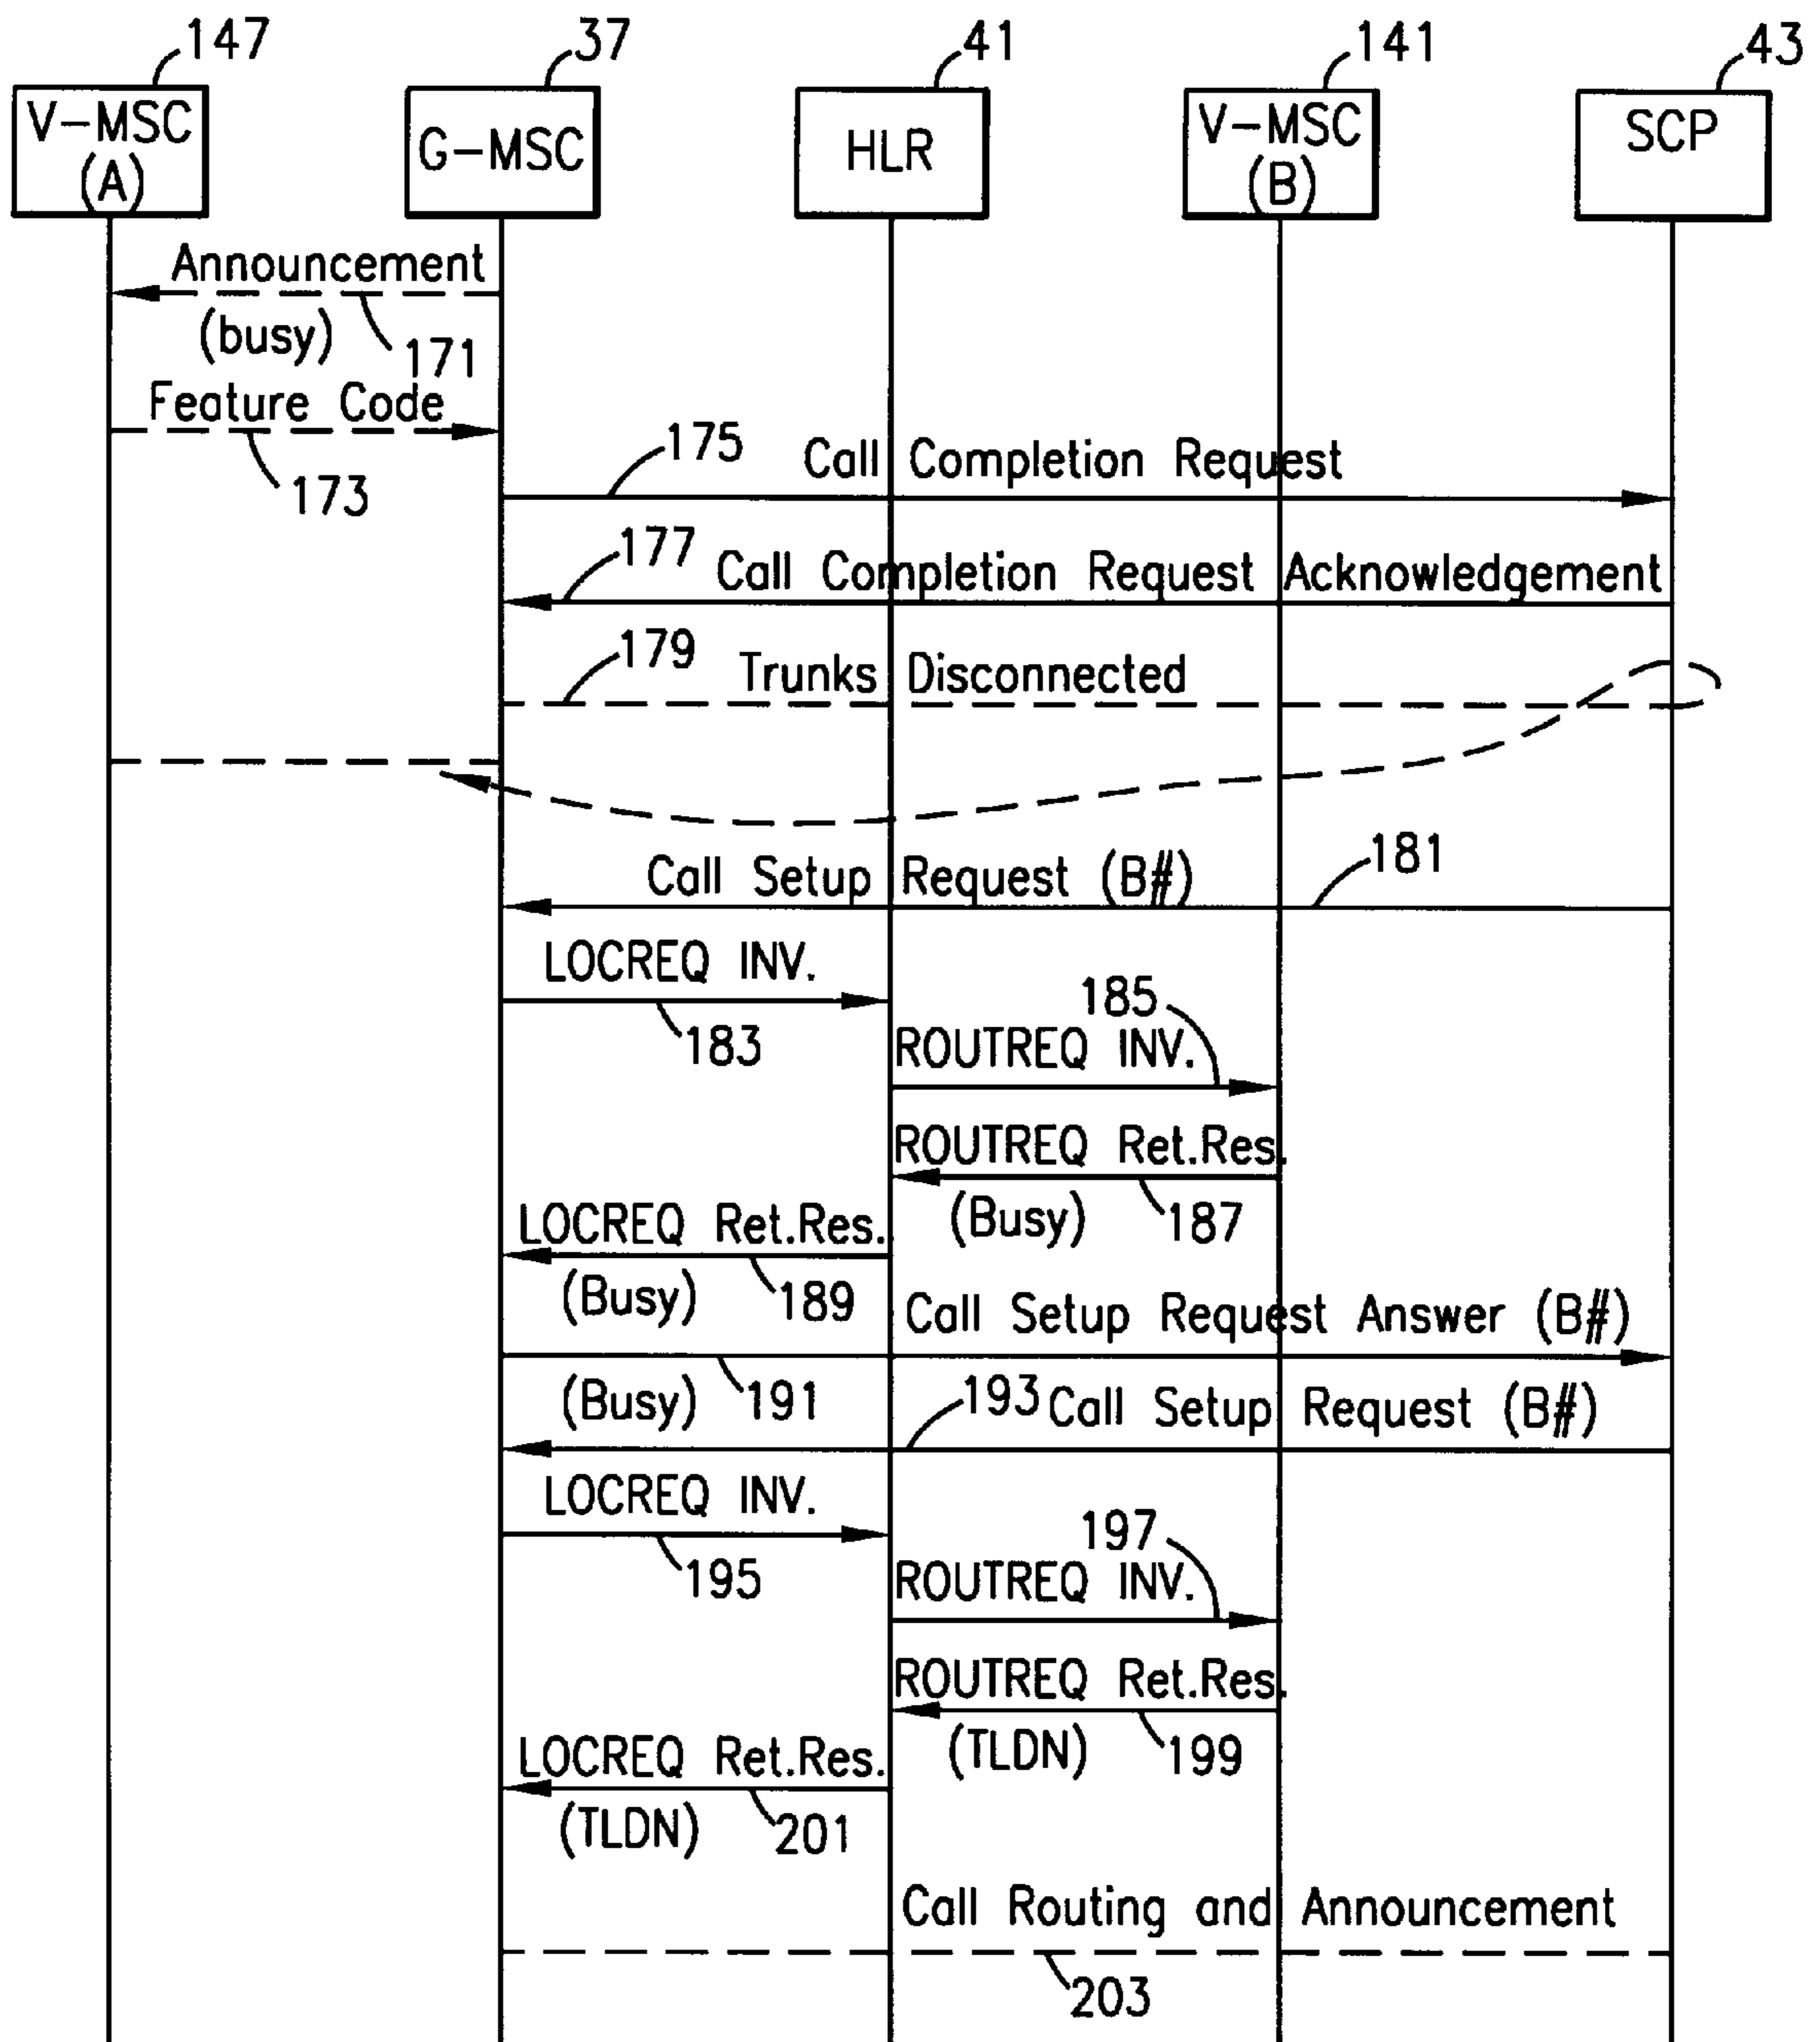 147
37
41
141
43
V-MSC
(A)
G-MSC
HLR
V-MSC
(B)
SCP
Announcement
(busy)
171
Feature Code
173
175
Call Completion Request
177
Call Completion Request Acknowledgement
179
Trunks Disconnected
181
Call Setup Request (B#)
LOCREQ INV.
183
185
ROUTREQ INV.
ROUTREQ Ret.Res.
(Busy)
187
LOCREQ Ret.Res.
(Busy)
189
Call Setup Request Answer (B#)
(Busy)
191
193
Call Setup Request (B#)
LOCREQ INV.
195
197
ROUTREQ INV.
ROUTREQ Ret.Res.
(TLDN)
199
LOCREQ Ret.Res.
(TLDN)
201
Call Routing and Announcement
203